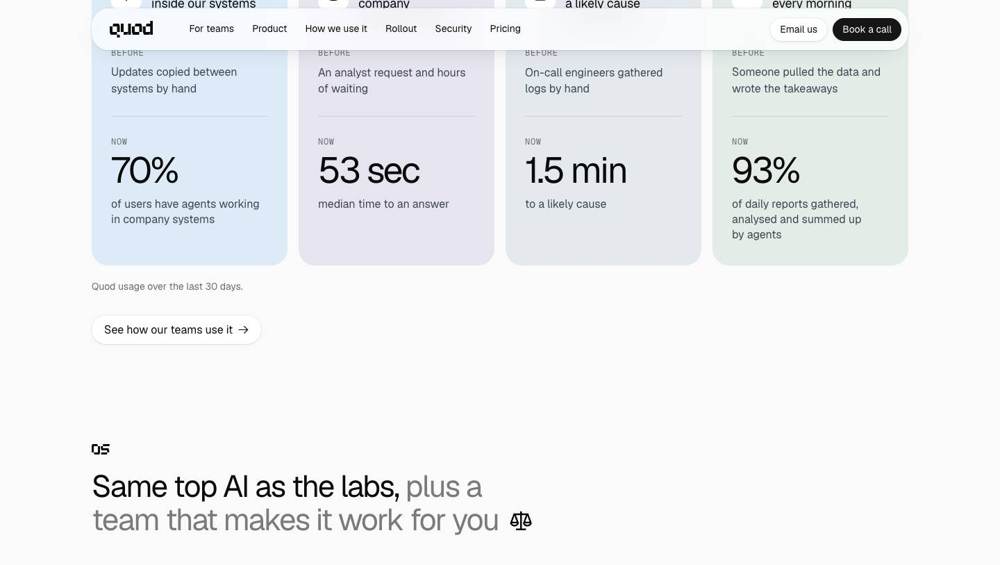 inside our systems
company
a likely cause
every morning
quod
For teams
Product
How we use it
Rollout
Security
Pricing
Email us
Book a call
BEFORE
Updates copied between
systems by hand
NOW
70%
of users have agents working
in company systems
BEFORE
An analyst request and hours
of waiting
NOW
53 sec
median time to an answer
BEFORE
On-call engineers gathered
logs by hand
NOW
1.5 min
to a likely cause
BEFORE
Someone pulled the data and
wrote the takeaways
NOW
93%
of daily reports gathered,
analysed and summed up
by agents
Quod usage over the last 30 days.
See how our teams use it →
05
Same top AI as the labs, plus a
team that makes it work for you